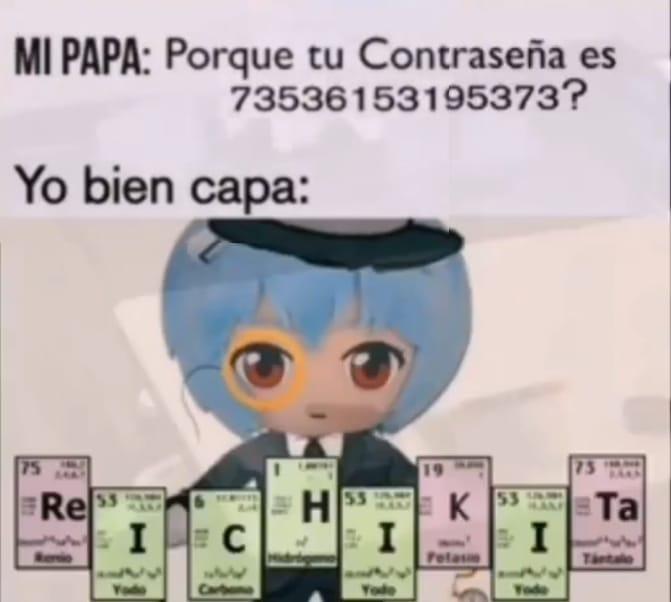 MI PAPA: Porque tu Contraseña es
73536153195373?
Yo bien capa:
75
Re
Renio
53
I
Yodo
6
C
Carbono
1
H
Hidrógeno
53
I
Yodo
19
K
Potasio
53
I
Yodo
73
Ta
Tántalo